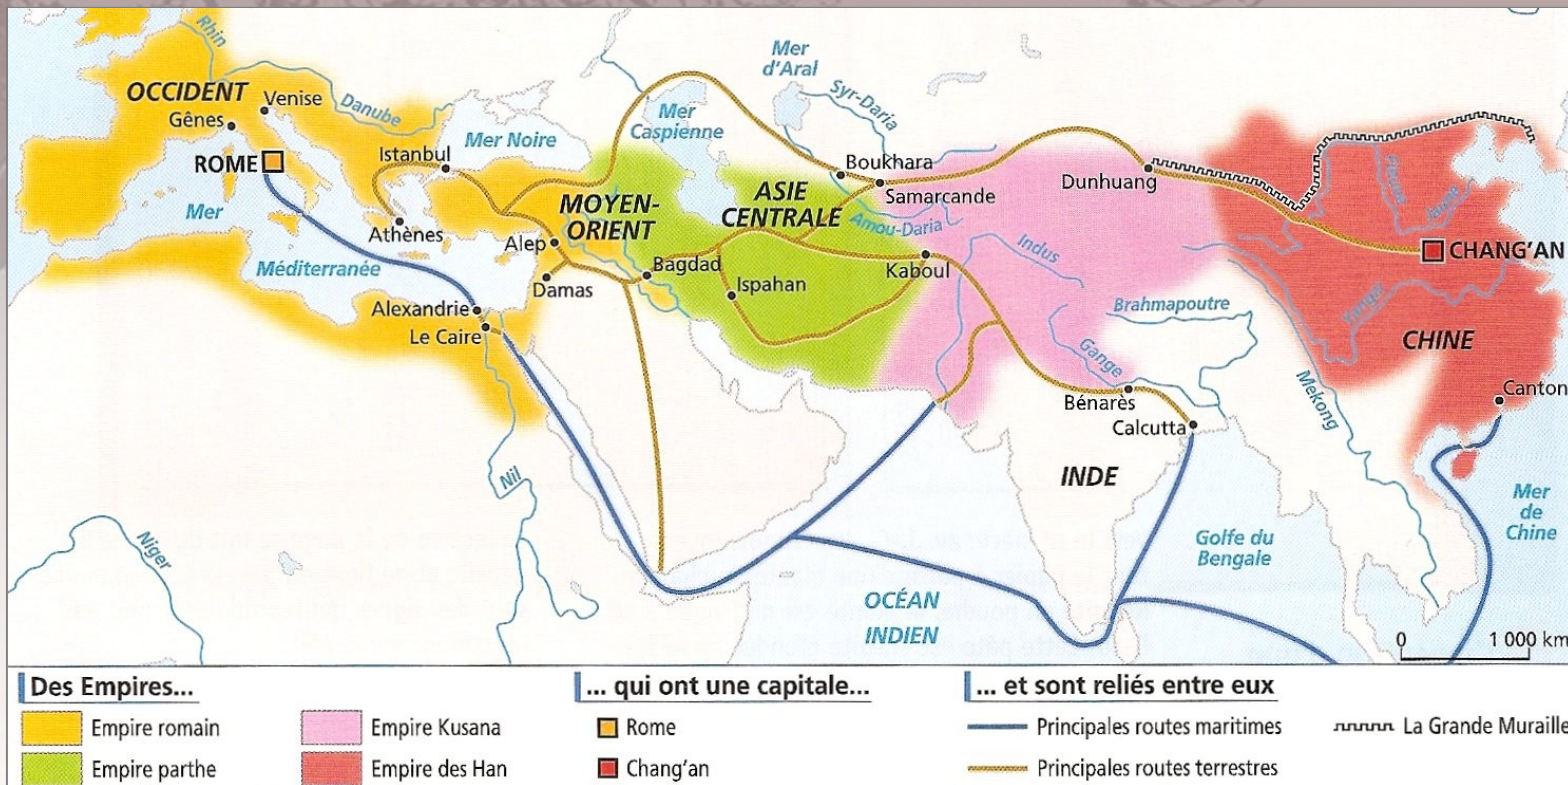 Rhin
OCCIDENT
Venise
Gênes
Danube
ROME
Istanbul
Mer Noire
Mer
Caspienne
Mer
d'Aral
Syr-Daria
Boukhara
Samarcande
Dunhuang
Mer
Méditerranée
Athènes
MOYEN-
ORIENT
ASIE
CENTRALE
Amou-Daria
Alep
Damas
Bagdad
Ispahan
Kaboul
Indus
Brahmapoutre
Gange
Bénarès
Calcutta
Alexandrie
Le Caire
Nil
Niger
Jaune
CHANG'AN
Yangzi
CHINE
Mekong
Canton
INDE
Golfe du
Bengale
Mer
de
Chine
OCÉAN
INDIEN
0 1 000 km
Des Empires...
Empire romain
Empire parthe
Empire Kusana
Empire des Han
... qui ont une capitale...
Rome
Chang'an
... et sont reliés entre eux
Principales routes maritimes
Principales routes terrestres
La Grande Muraille